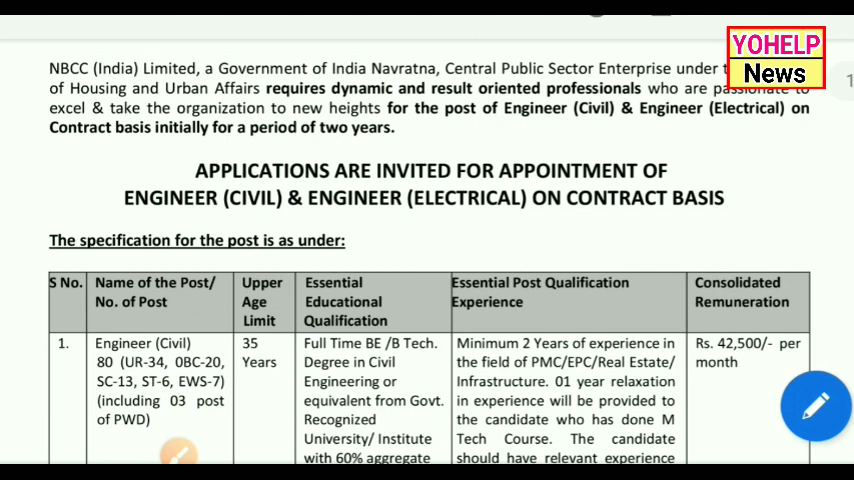 YOHELP
News
1
NBCC (India) Limited, a Government of India Navratna, Central Public Sector Enterprise under
of Housing and Urban Affairs requires dynamic and result oriented professionals who are passionate to
excel & take the organization to new heights for the post of Engineer (Civil) & Engineer (Electrical) on
Contract basis initially for a period of two years.
APPLICATIONS ARE INVITED FOR APPOINTMENT OF
ENGINEER (CIVIL) & ENGINEER (ELECTRICAL) ON CONTRACT BASIS
The specification for the post is as under:
S No.
Name of the Post/
No. of Post
Upper
Age
Limit
Essential
Educational
Qualification
Essential Post Qualification
Experience
Consolidated
Remuneration
1.
Engineer (Civil)
80 (UR-34, OBC-20,
SC-13, ST-6, EWS-7)
(including 03 post
of PWD)
35
Years
Full Time BE /B Tech.
Degree in Civil
Engineering or
equivalent from Govt.
Recognized
University/ Institute
with 60% aggregate
Minimum 2 Years of experience in
the field of PMC/EPC/Real Estate/
Infrastructure. 01 year relaxation
in experience will be provided to
the candidate who has done M
Tech Course. The candidate
should have relevant experience
Rs. 42,500/- per
month